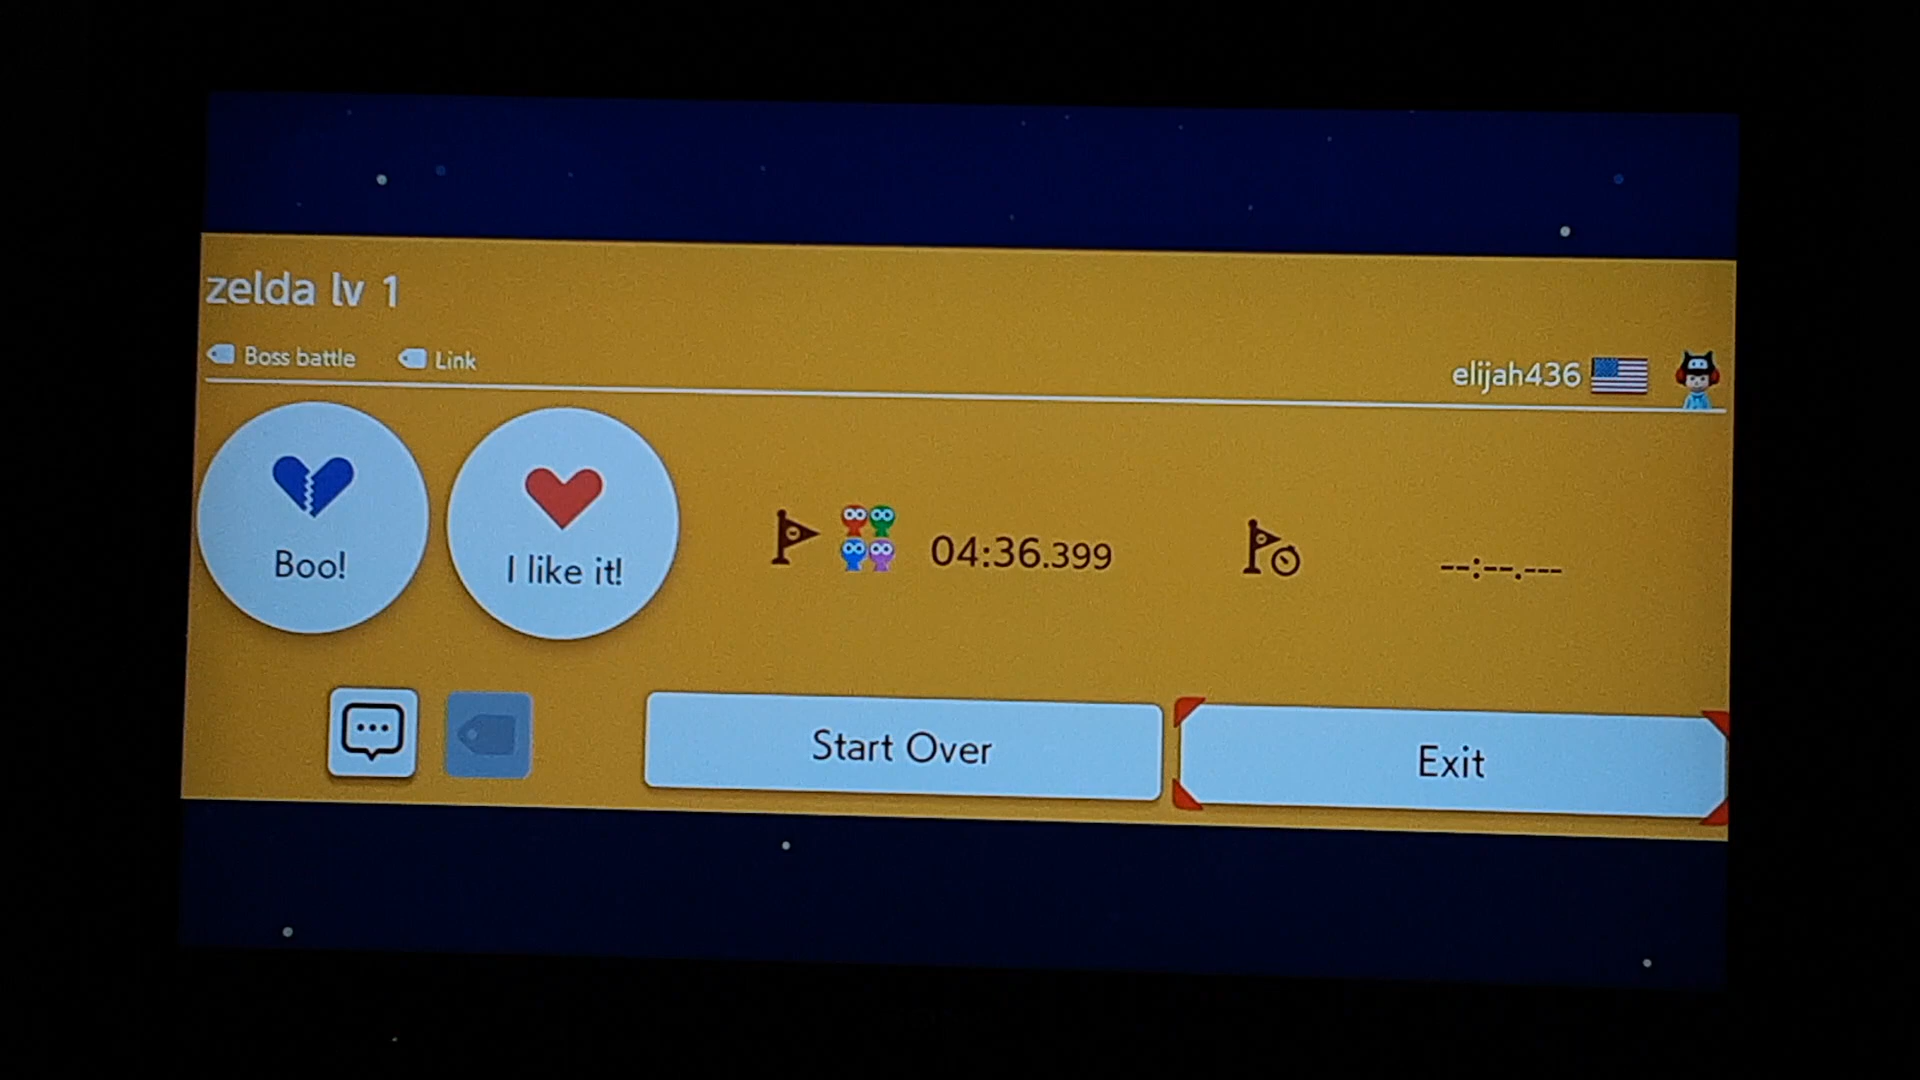 zelda lv 1
Boss battle Link
elijah436
Boo!
I like it!
04:36.399
--:--.---
Start Over
Exit